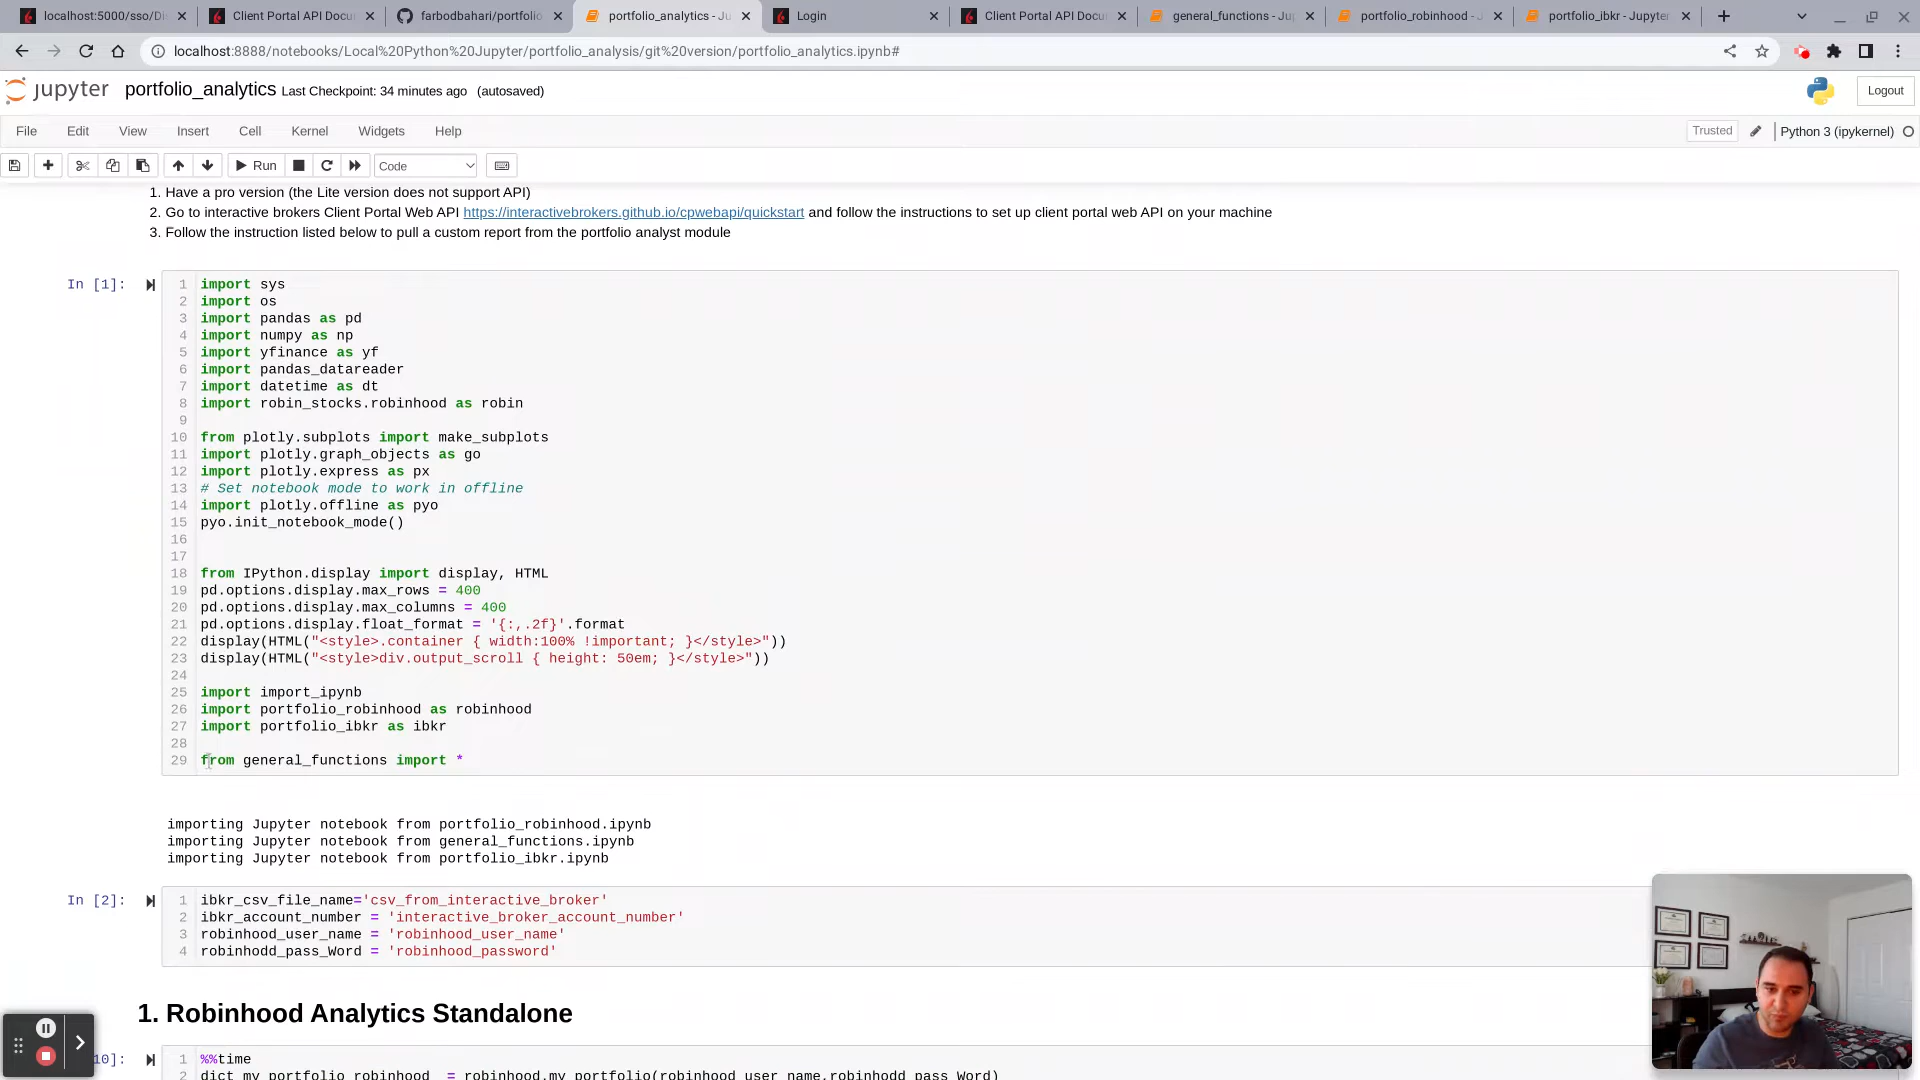 localhost:5000/sso/Di
Client Portal API Docu
farbodbahari/portfolio
portfolio_analytics - Ju
Login
Client Portal API Docu
general_functions - Jup
portfolio_robinhood - J
portfolio_ibkr - Jupyter
localhost:8888/notebooks/Local%20Python%20Jupyter/portfolio_analysis/git%20version/portfolio_analytics.ipynb#
jupyter portfolio_analytics Last Checkpoint: 34 minutes ago (autosaved)
Logout
File Edit View Insert Cell Kernel Widgets Help
Trusted
Python 3 (ipykernel)
Run
Code
1. Have a pro version (the Lite version does not support API)
2. Go to interactive brokers Client Portal Web API https://interactivebrokers.github.io/cpwebapi/quickstart and follow the instructions to set up client portal web API on your machine
3. Follow the instruction listed below to pull a custom report from the portfolio analyst module
In [1]:
1 import sys
2 import os
3 import pandas as pd
4 import numpy as np
5 import yfinance as yf
6 import pandas_datareader
7 import datetime as dt
8 import robin_stocks.robinhood as robin
9
10 from plotly.subplots import make_subplots
11 import plotly.graph_objects as go
12 import plotly.express as px
13 # Set notebook mode to work in offline
14 import plotly.offline as pyo
15 pyo.init_notebook_mode()
16
17
18 from IPython.display import display, HTML
19 pd.options.display.max_rows = 400
20 pd.options.display.max_columns = 400
21 pd.options.display.float_format = '{:,.2f}'.format
22 display(HTML("<style>.container { width:100% !important; }</style>"))
23 display(HTML("<style>div.output_scroll { height: 50em; }</style>"))
24
25 import import_ipynb
26 import portfolio_robinhood as robinhood
27 import portfolio_ibkr as ibkr
28
29 from general_functions import *
importing Jupyter notebook from portfolio_robinhood.ipynb
importing Jupyter notebook from general_functions.ipynb
importing Jupyter notebook from portfolio_ibkr.ipynb
In [2]:
1 ibkr_csv_file_name='csv_from_interactive_broker'
2 ibkr_account_number = 'interactive_broker_account_number'
3 robinhodd_user_name = 'robinhood_user_name'
4 robinhodd_pass_Word = 'robinhood_password'
1. Robinhood Analytics Standalone
10]:
1 %%time
2 dict_my_portfolio_robinhood = robinhood.my_portfolio(robinhood_user_name,robinhodd_pass_Word)